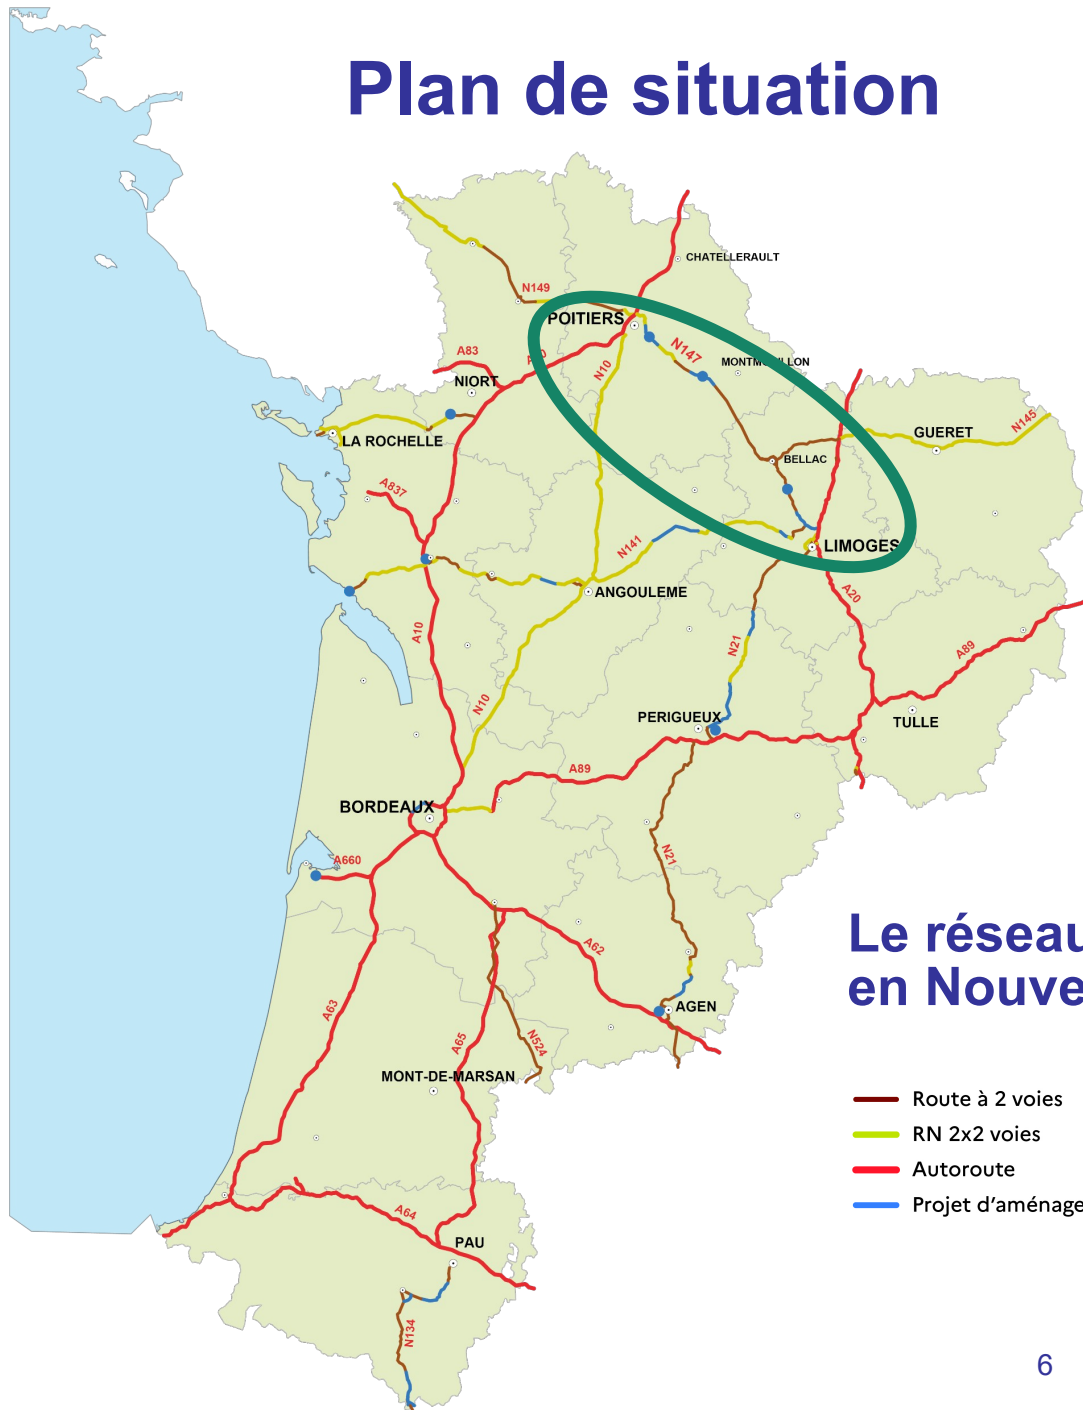 Plan de situation
CHATELLERAULT
N149
POITIERS
A83
N10
N147
NIORT
MONTMORILLON
LA ROCHELLE
GUERET
N145
BELLAC
A837
N141
LIMOGES
ANGOULEME
A20
A10
N21
A89
N10
PERIGUEUX
TULLE
A89
BORDEAUX
N21
A660
A62
Le réseau
en Nouve
A63
A65
N524
AGEN
MONT-DE-MARSAN
Route à 2 voies
RN 2x2 voies
Autoroute
Projet d’aménage
A64
PAU
N134
6